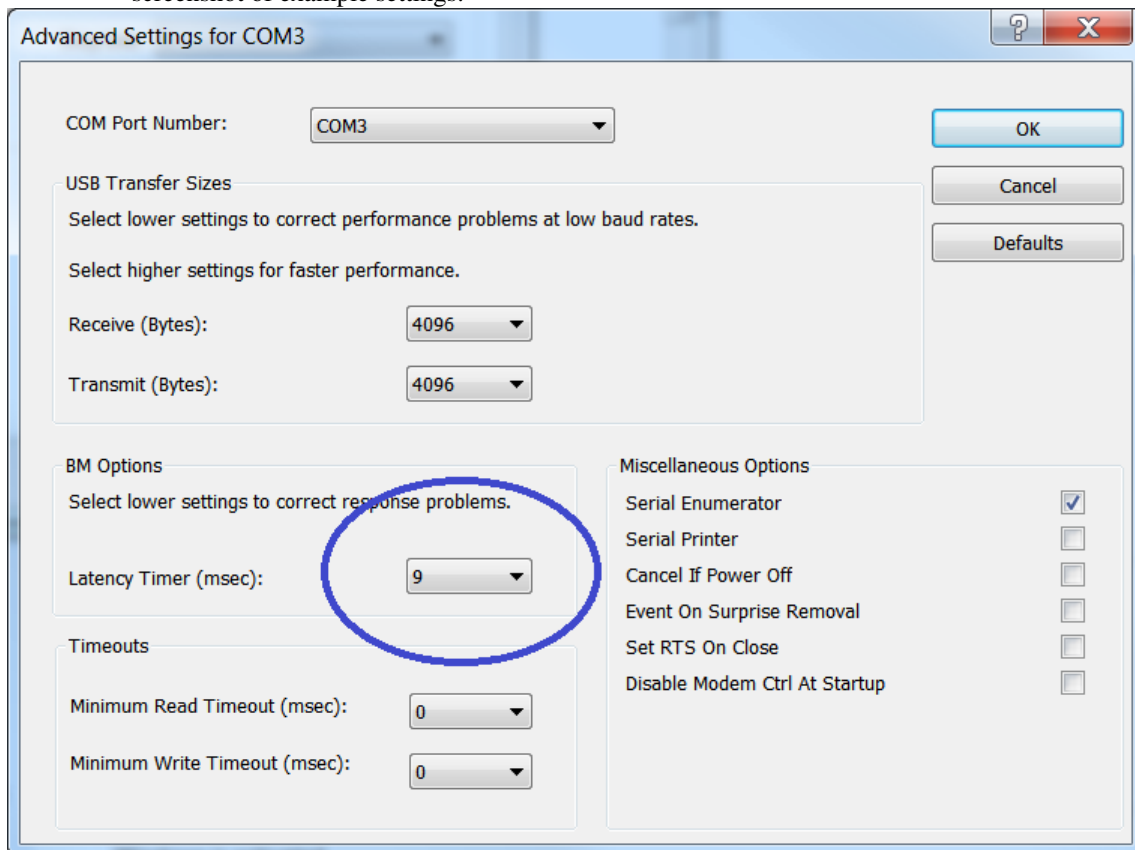 screenshot of example settings.
Advanced Settings for COM3
COM Port Number: COM3
OK
USB Transfer Sizes
Cancel
Select lower settings to correct performance problems at low baud rates.
Defaults
Select higher settings for faster performance.
Receive (Bytes): 4096
Transmit (Bytes): 4096
BM Options
Select lower settings to correct response problems.
Latency Timer (msec): 9
Timeouts
Minimum Read Timeout (msec): 0
Minimum Write Timeout (msec): 0
Miscellaneous Options
Serial Enumerator
Serial Printer
Cancel If Power Off
Event On Surprise Removal
Set RTS On Close
Disable Modem Ctrl At Startup